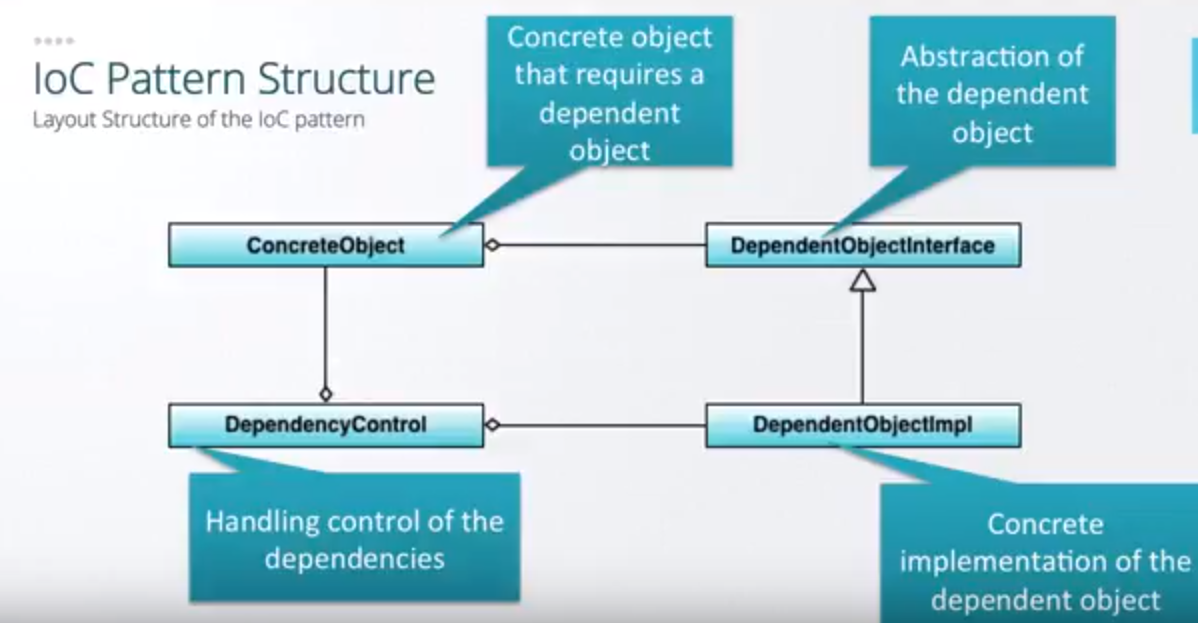 IoC Pattern Structure
Layout Structure of the IoC pattern
Concrete object
that requires a
dependent
object
Abstraction of
the dependent
object
ConcreteObject
DependentObjectInterface
DependencyControl
DependentObjectImpl
Handling control of the
dependencies
Concrete
implementation of the
dependent object